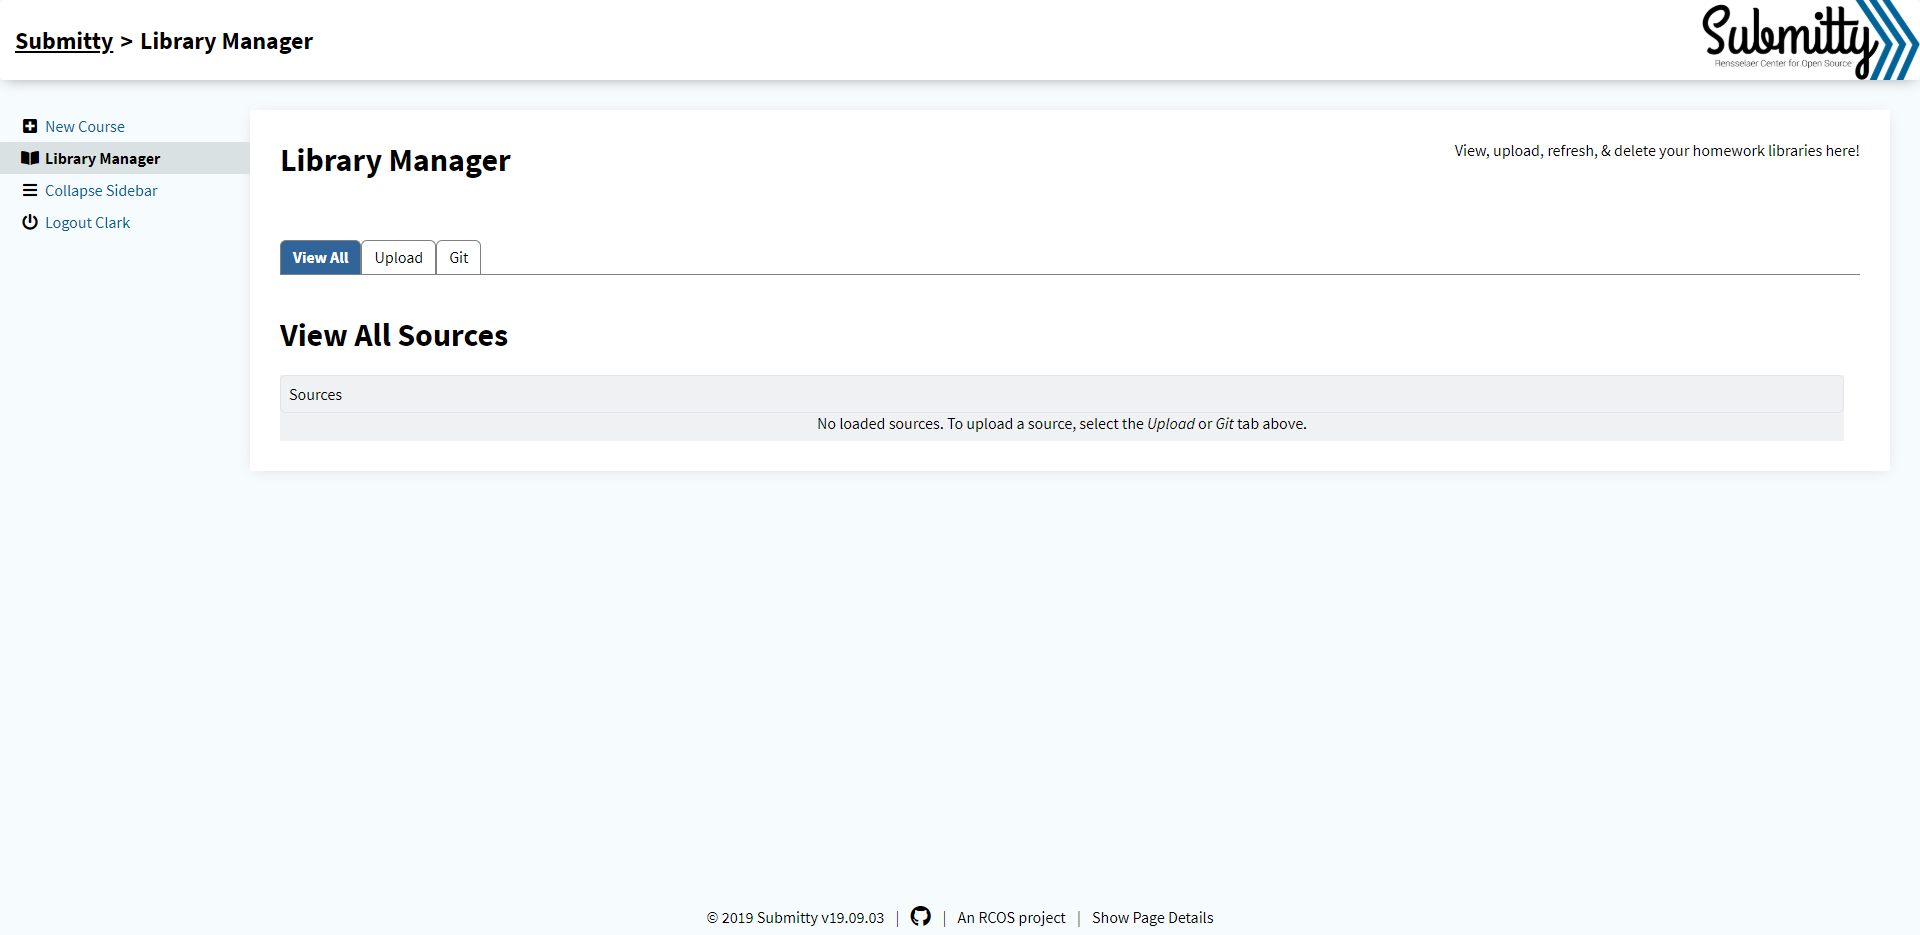 Submitty > Library Manager
Submitty
Rensselaer Center for Open Source
New Course
Library Manager
Collapse Sidebar
Logout Clark
Library Manager
View, upload, refresh, & delete your homework libraries here!
View All Upload Git
View All Sources
Sources
No loaded sources. To upload a source, select the Upload or Git tab above.
© 2019 Submitty v19.09.03 | | An RCOS project | Show Page Details